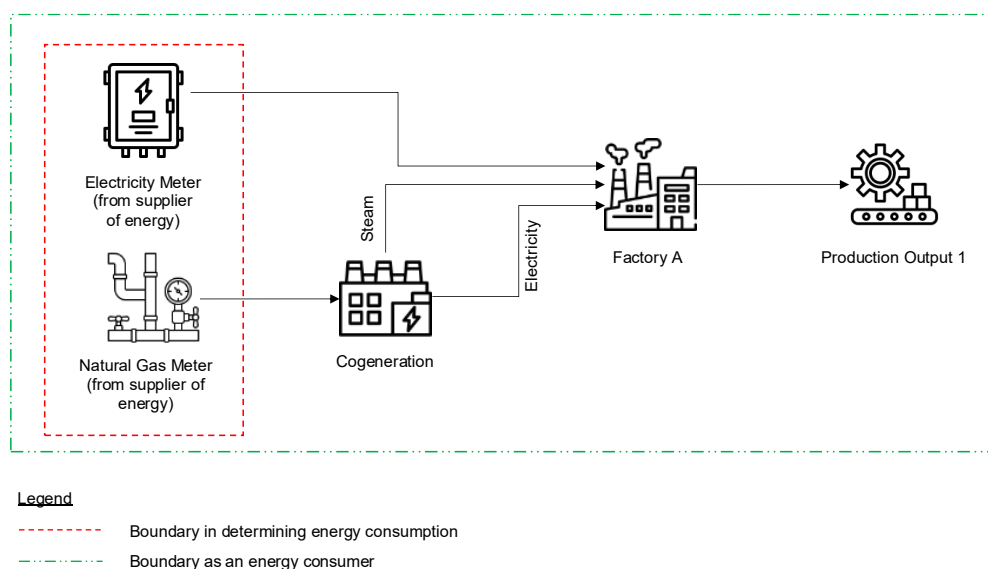 Electricity Meter
(from supplier
of energy)
Steam
Electricity
Factory A
Production Output 1
Natural Gas Meter
(from supplier of
energy)
Cogeneration
Legend
Boundary in determining energy consumption
Boundary as an energy consumer